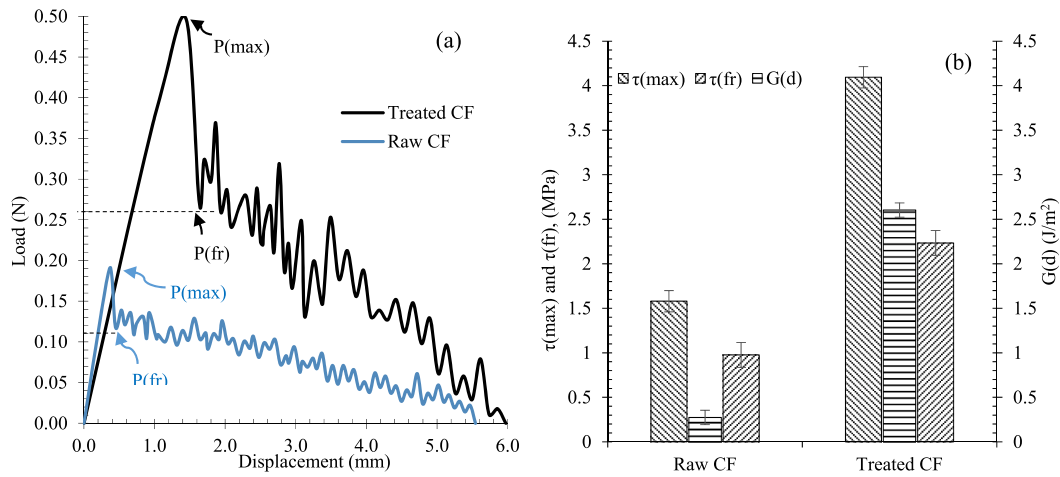 0.50
0.45
0.40
0.35
0.30
0.25
0.20
0.15
0.10
0.05
0.00
Load (N)
0.0 1.0 2.0 3.0 4.0 5.0 6.0
Displacement (mm)
(a)
P(max)
Treated CF
Raw CF
P(fr)
P(max)
P(fr)
4.5
4
3.5
3
2.5
2
1.5
1
0.5
0
τ(max) and τ(fr), (MPa)
(b)
τ(max) τ(fr) G(d)
Raw CF Treated CF
4.5
4
3.5
3
2.5
2
1.5
1
0.5
0
G(d) (J/m²)